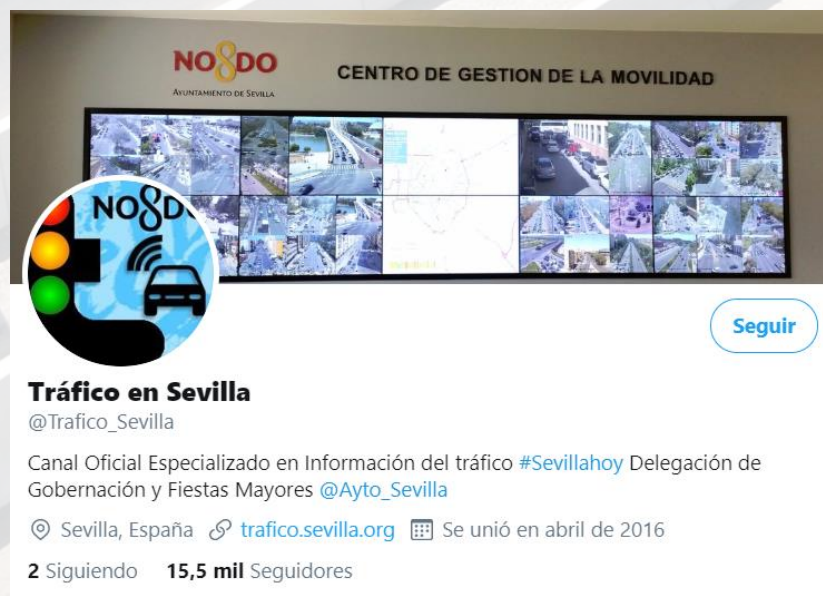 NO8DO
AYUNTAMIENTO DE SEVILLA
CENTRO DE GESTION DE LA MOVILIDAD
NO8D
Seguir
Tráfico en Sevilla
@Trafico_Sevilla
Canal Oficial Especializado en Información del tráfico #Sevillahoy Delegación de
Gobernación y Fiestas Mayores @Ayto_Sevilla
Sevilla, España trafico.sevilla.org Se unió en abril de 2016
2 Siguiendo 15,5 mil Seguidores